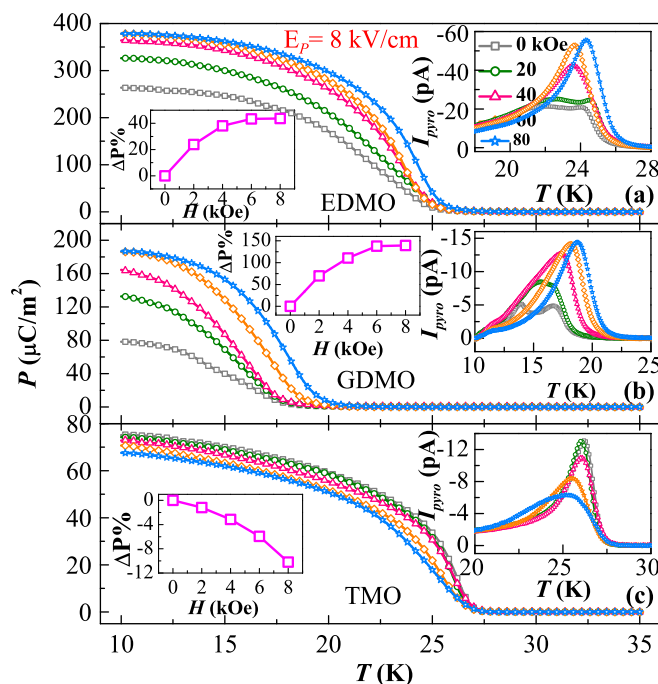 400
300
200
100
0
E_P= 8 kV/cm
40
20
0
ΔP%
0 2 4 6 8
H (kOe)
EDMO
-60
-40
-20
0
I_pyro (pA)
0 kOe
20
40
60
80
20 24 28
T (K)
(a)
P (μC/m²)
200
160
120
80
40
0
150
100
50
0
ΔP%
0 2 4 6 8
H (kOe)
GDMO
-15
-10
-5
0
I_pyro (pA)
10 15 20 25
T (K)
(b)
80
60
40
20
0
0
-4
-8
-12
ΔP%
0 2 4 6 8
H (kOe)
TMO
-12
-8
-4
0
I_pyro (pA)
20 25 30
T (K)
(c)
10 15 20 25 30 35
T (K)